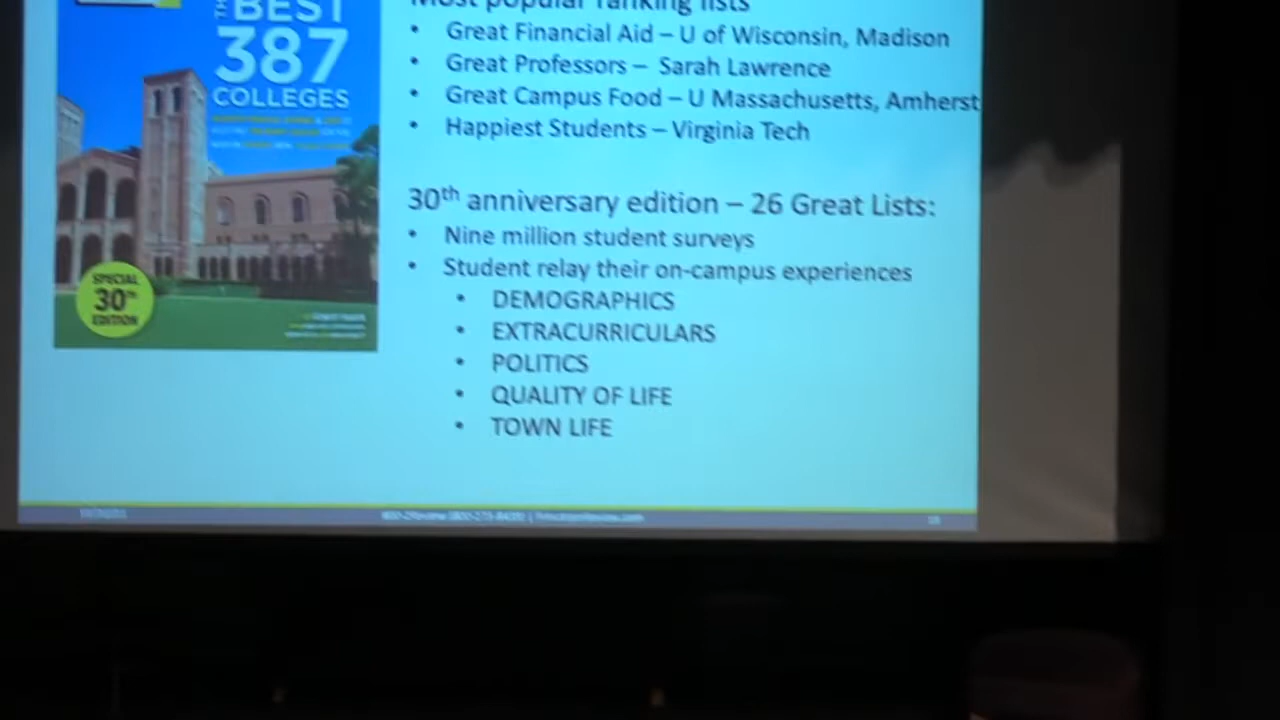 THE BEST
387
COLLEGES
SPECIAL
30TH
EDITION
Most popular ranking lists
• Great Financial Aid – U of Wisconsin, Madison
• Great Professors – Sarah Lawrence
• Great Campus Food – U Massachusetts, Amherst
• Happiest Students – Virginia Tech
30th anniversary edition – 26 Great Lists:
• Nine million student surveys
• Student relay their on-campus experiences
• DEMOGRAPHICS
• EXTRACURRICULARS
• POLITICS
• QUALITY OF LIFE
• TOWN LIFE